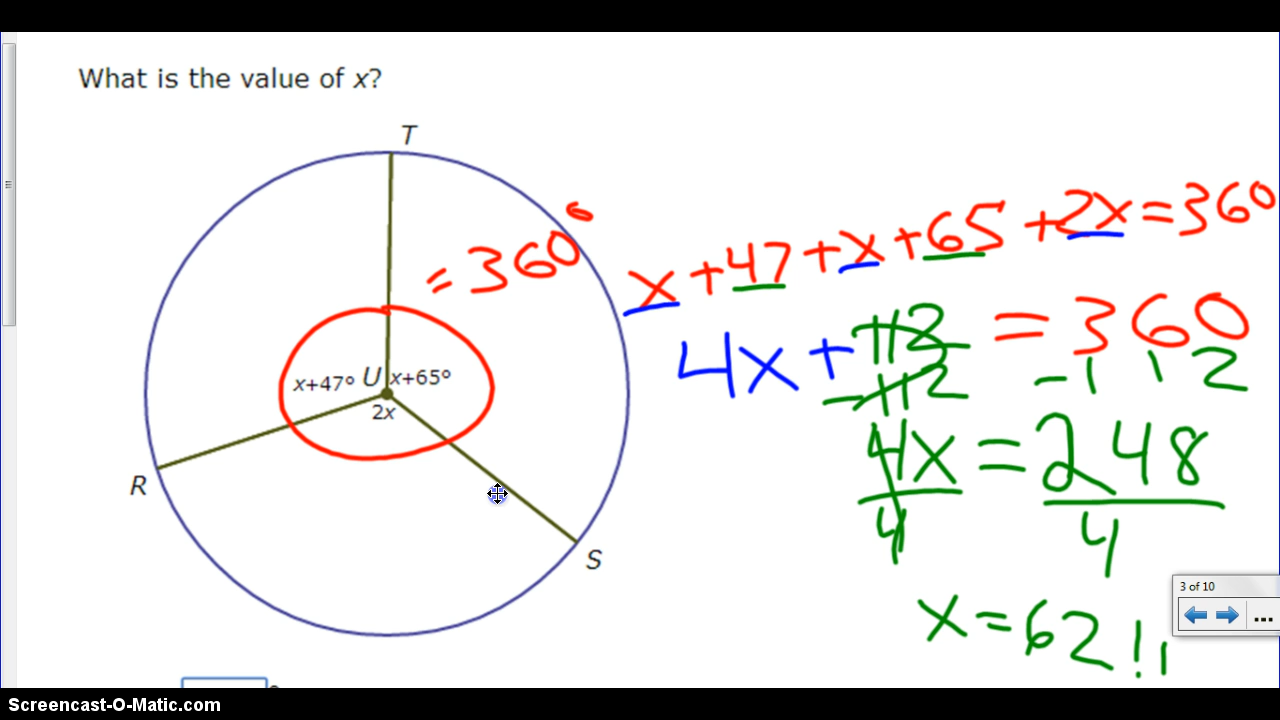 What is the value of x?
T
= 360°
x+47+x+65+2x=360
4x+112 = 360
-112 -112
x+47° U x+65°
2x
4x = 248
4 4
R
S
3 of 10
x = 62!!
...
Screencast-O-Matic.com